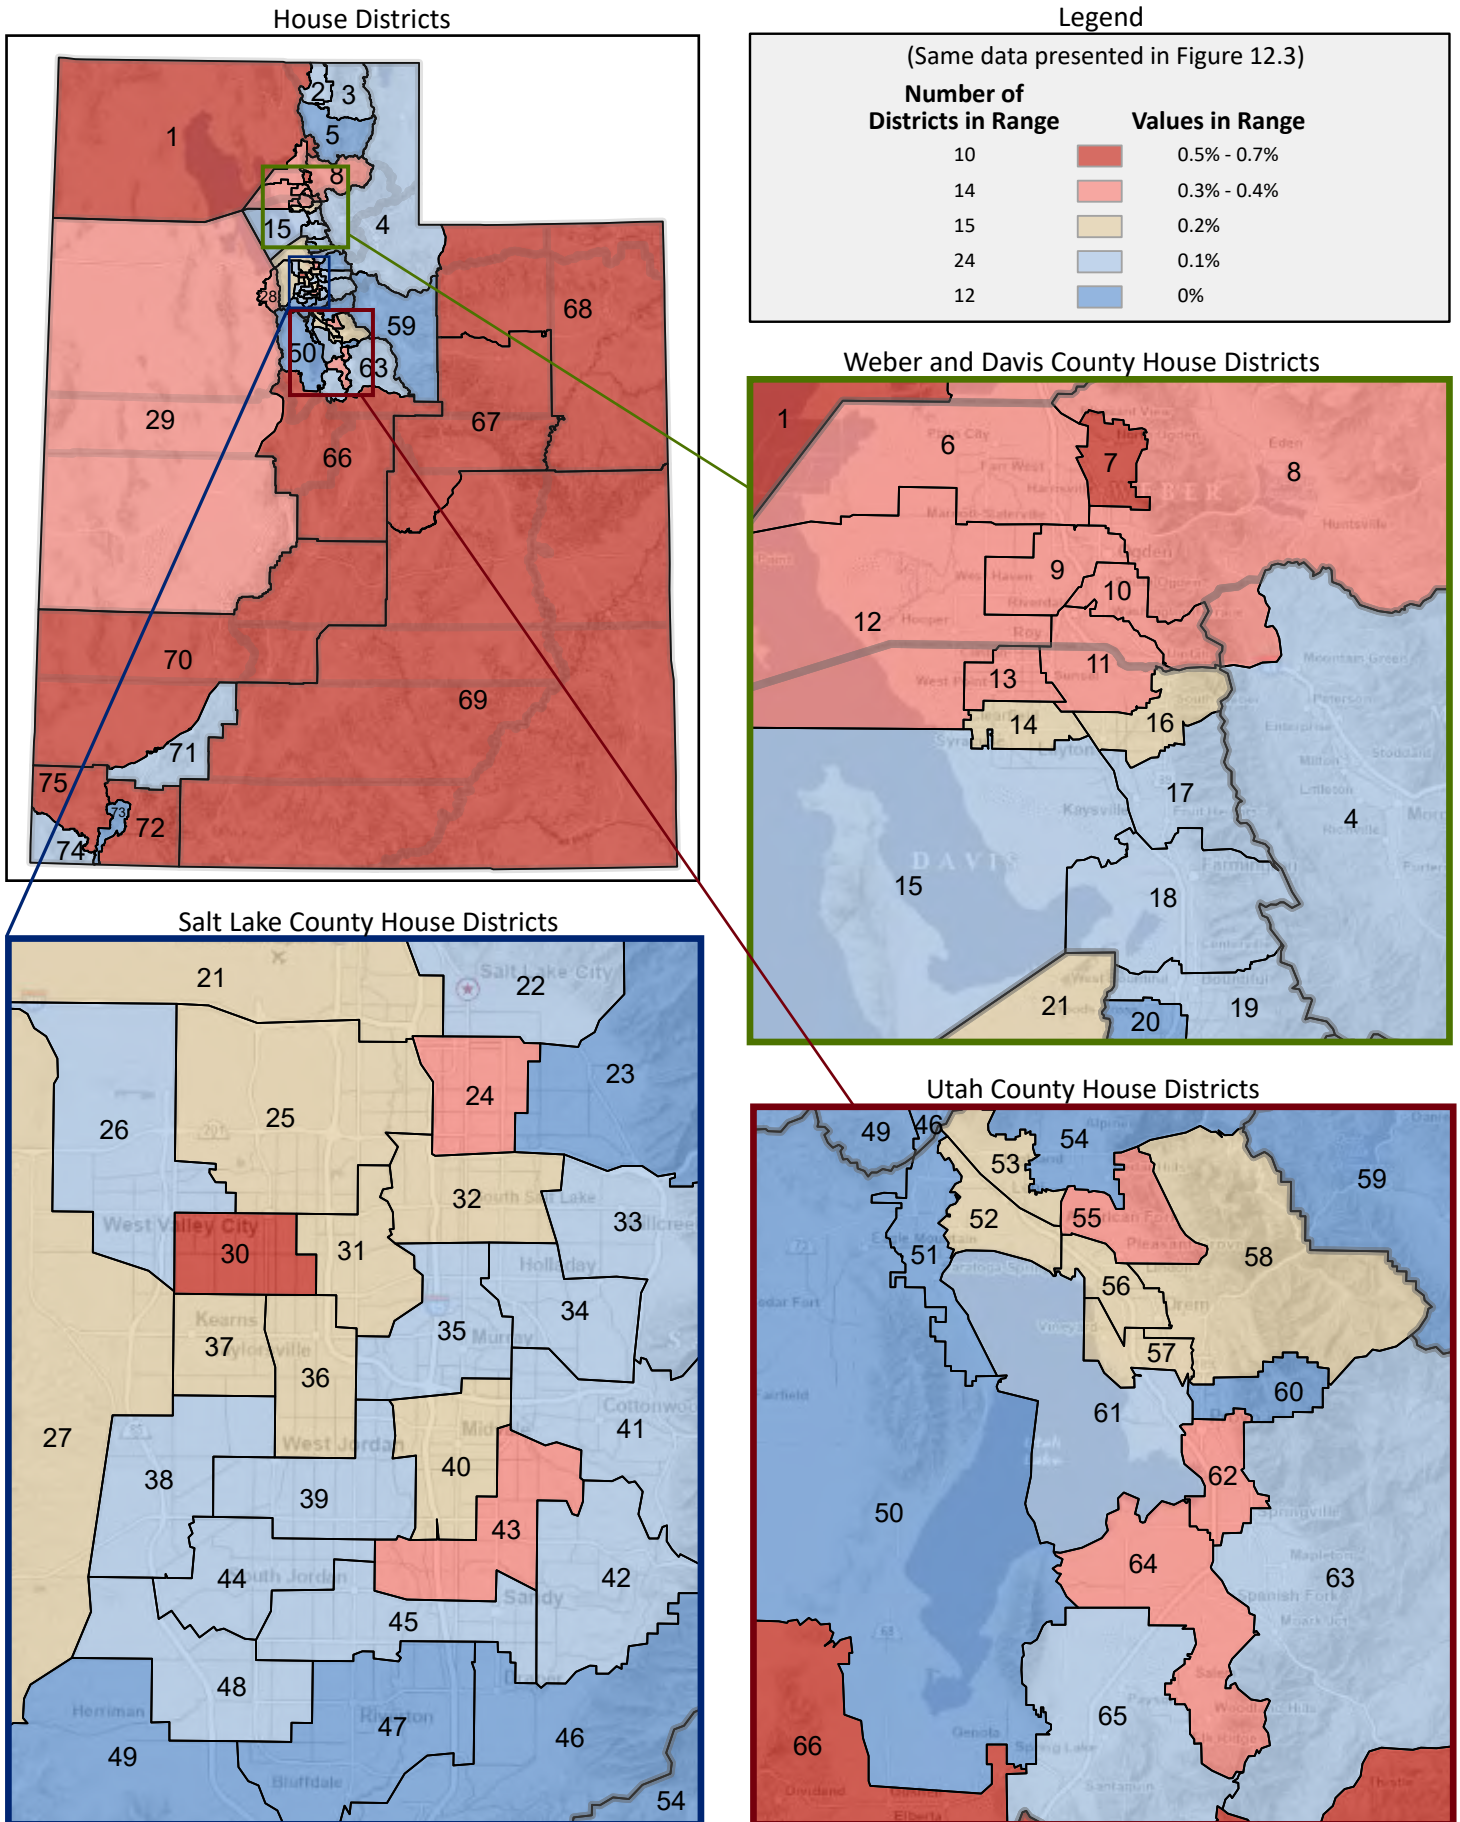 House Districts
1
2
3
5
8
15
4
28
59
50
63
68
29
67
66
70
69
71
75
73
72
74
Legend
(Same data presented in Figure 12.3)
Number of
Districts in Range
Values in Range
10 0.5% - 0.7%
14 0.3% - 0.4%
15 0.2%
24 0.1%
12 0%
Weber and Davis County House Districts
1
6
Plain City
Farr West
7
North Ogden
Eden
8
WEBER
Huntsville
Marriott-Slaterville
Ogden
West Haven
9
10
Riverdale
12
Hooper
Roy
11
Sunset
West Point
13
Clearfield
14
16
Syracuse
Layton
Mountain Green
Peterson
Enterprise
Stoddard
Milton
Littleton
Richville
4
17
Kaysville
Fruit Heights
DAVIS
15
Farmington
18
Centerville
Bountiful
21
20
19
Salt Lake County House Districts
21
Salt Lake City
22
23
24
25
26
32
South Salt Lake
33
West Valley City
30
31
Holladay
34
Kearns
37
Taylorsville
35
Murray
36
27
Midvale
41
West Jordan
38
39
40
43
44
South Jordan
42
Sandy
45
48
Draper
Herriman
Riverton
47
46
49
Bluffdale
54
Utah County House Districts
49
46
54
Alpine
53
59
52
55
American Fork
51
Eagle Mountain
Saratoga Springs
58
Cedar Fort
56
Orem
Vineyard
57
Fairfield
60
61
Utah
Lake
62
50
Springville
64
Mapleton
63
Spanish Fork
68
Salem
65
Woodland Hills
Elk Ridge
66
Genola
Spring Lake
Santaquin
Dividend
Elberta
Thistle